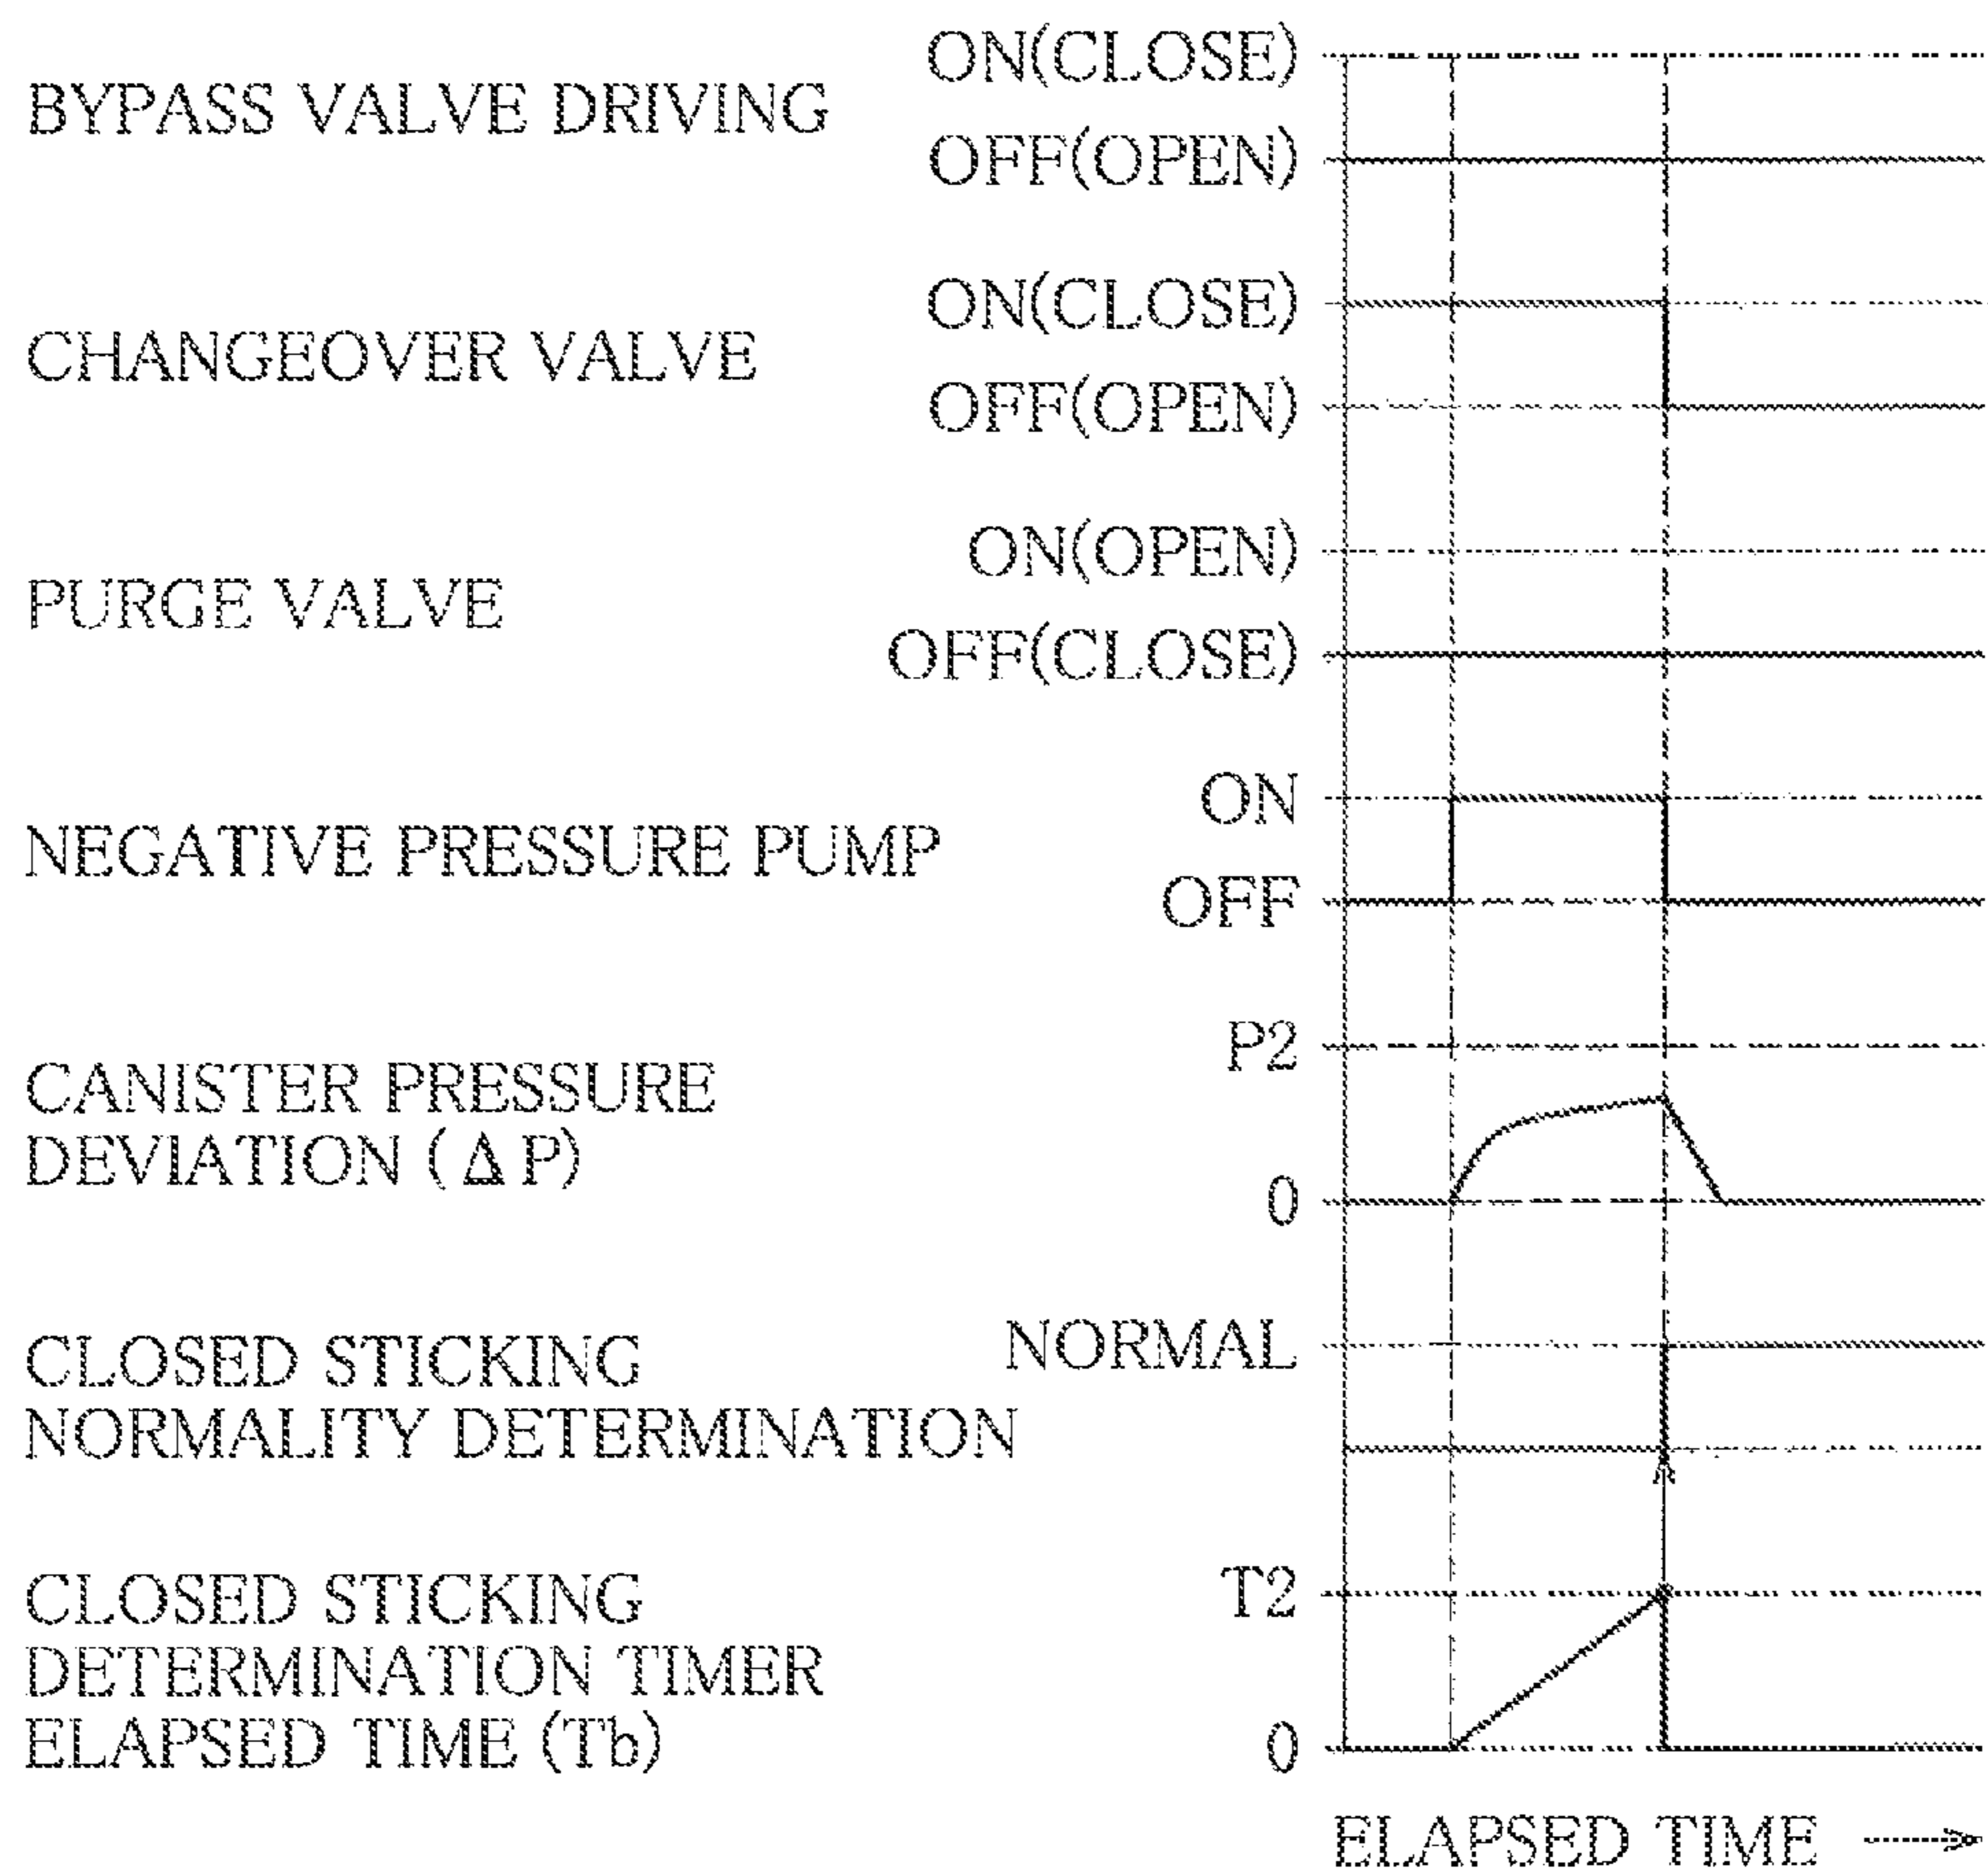 BYPASS VALVE DRIVING
ON(CLOSE)
OFF(OPEN)
CHANGEOVER VALVE
ON(CLOSE)
OFF(OPEN)
PURGE VALVE
ON(OPEN)
OFF(CLOSE)
NEGATIVE PRESSURE PUMP
ON
OFF
CANISTER PRESSURE
DEVIATION (ΔP)
P2
0
CLOSED STICKING
NORMALITY DETERMINATION
NORMAL
CLOSED STICKING
DETERMINATION TIMER
ELAPSED TIME (Tb)
T2
0
ELAPSED TIME